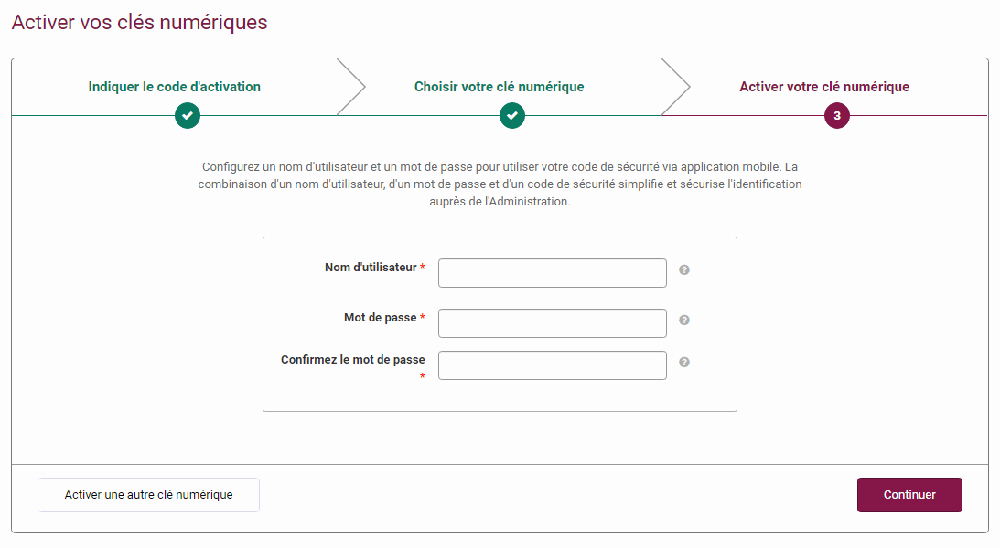 Activer vos clés numériques
Indiquer le code d'activation
Choisir votre clé numérique
Activer votre clé numérique
3
Configurez un nom d'utilisateur et un mot de passe pour utiliser votre code de sécurité via application mobile. La
combinaison d'un nom d'utilisateur, d'un mot de passe et d'un code de sécurité simplifie et sécurise l'identification
auprès de l'Administration.
Nom d'utilisateur *
?
Mot de passe *
?
Confirmez le mot de passe
*
?
Activer une autre clé numérique
Continuer